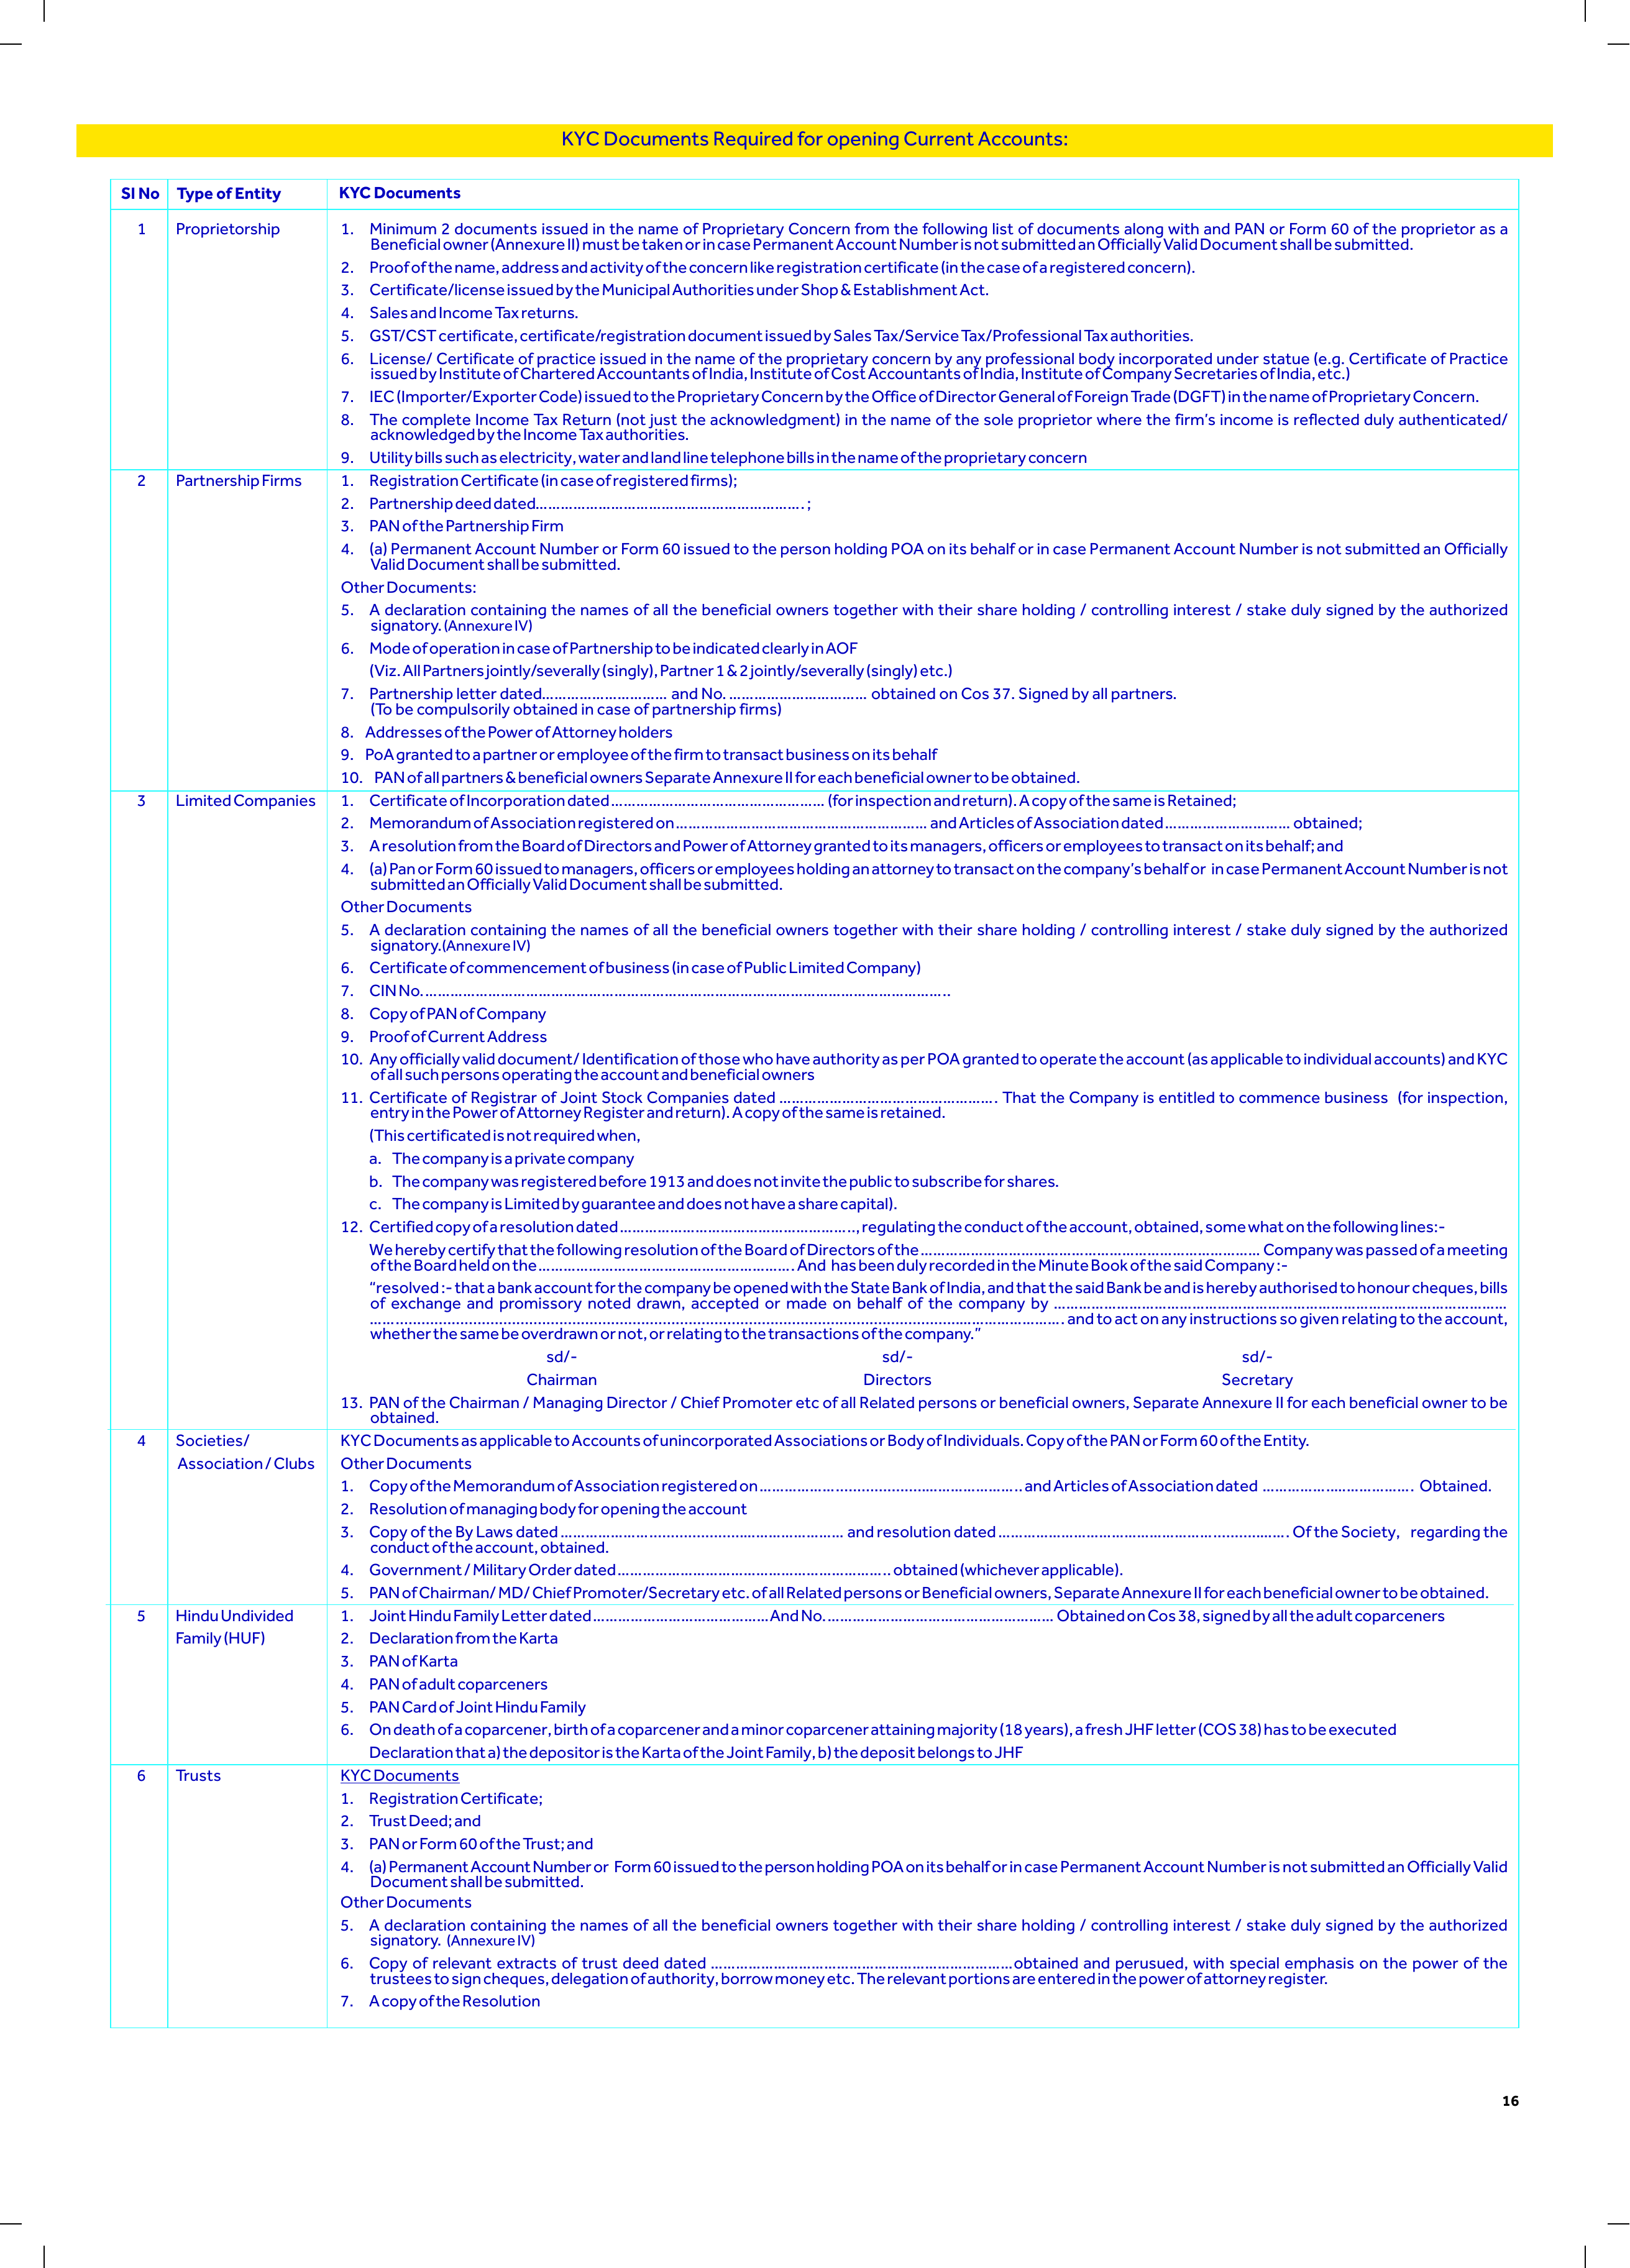 KYC Documents Required for opening Current Accounts:
Sl No Type of Entity KYC Documents
1 Proprietorship 1. Minimum 2 documents issued in the name of Proprietary Concern from the following list of documents along with and PAN or Form 60 of the proprietor as a
Beneficial owner (Annexure II) must be taken or in case Permanent Account Number is not submitted an Officially Valid Document shall be submitted.
2. Proof of the name, address and activity of the concern like registration certificate (in the case of a registered concern).
3. Certificate/license issued by the Municipal Authorities under Shop & Establishment Act.
4. Sales and Income Tax returns.
5. GST/CST certificate, certificate/registration document issued by Sales Tax/Service Tax/Professional Tax authorities.
6. License/ Certificate of practice issued in the name of the proprietary concern by any professional body incorporated under statue (e.g. Certificate of Practice
issued by Institute of Chartered Accountants of India, Institute of Cost Accountants of India, Institute of Company Secretaries of India, etc.)
7. IEC (Importer/Exporter Code) issued to the Proprietary Concern by the Office of Director General of Foreign Trade (DGFT) in the name of Proprietary Concern.
8. The complete Income Tax Return (not just the acknowledgment) in the name of the sole proprietor where the firm's income is reflected duly authenticated/
acknowledged by the Income Tax authorities.
9. Utility bills such as electricity, water and land line telephone bills in the name of the proprietary concern
2 Partnership Firms 1. Registration Certificate (in case of registered firms);
2. Partnership deed dated………………………………………………………. ;
3. PAN of the Partnership Firm
4. (a) Permanent Account Number or Form 60 issued to the person holding POA on its behalf or in case Permanent Account Number is not submitted an Officially
Valid Document shall be submitted.
Other Documents:
5. A declaration containing the names of all the beneficial owners together with their share holding / controlling interest / stake duly signed by the authorized
signatory. (Annexure IV)
6. Mode of operation in case of Partnership to be indicated clearly in AOF
(Viz. All Partners jointly/severally (singly), Partner 1 & 2 jointly/severally (singly) etc.)
7. Partnership letter dated………………………… and No. …………………………… obtained on Cos 37. Signed by all partners.
(To be compulsorily obtained in case of partnership firms)
8. Addresses of the Power of Attorney holders
9. PoA granted to a partner or employee of the firm to transact business on its behalf
10. PAN of all partners & beneficial owners Separate Annexure II for each beneficial owner to be obtained.
3 Limited Companies 1. Certificate of Incorporation dated …………………………………………… (for inspection and return). A copy of the same is Retained;
2. Memorandum of Association registered on …………………………………………………… and Articles of Association dated ………………………… obtained;
3. A resolution from the Board of Directors and Power of Attorney granted to its managers, officers or employees to transact on its behalf; and
4. (a) Pan or Form 60 issued to managers, officers or employees holding an attorney to transact on the company's behalf or in case Permanent Account Number is not
submitted an Officially Valid Document shall be submitted.
Other Documents
5. A declaration containing the names of all the beneficial owners together with their share holding / controlling interest / stake duly signed by the authorized
signatory.(Annexure IV)
6. Certificate of commencement of business (in case of Public Limited Company)
7. CIN No. ……………………………………………………………………………………………………………..
8. Copy of PAN of Company
9. Proof of Current Address
10. Any officially valid document/ Identification of those who have authority as per POA granted to operate the account (as applicable to individual accounts) and KYC
of all such persons operating the account and beneficial owners
11. Certificate of Registrar of Joint Stock Companies dated ……………………………………………. That the Company is entitled to commence business (for inspection,
entry in the Power of Attorney Register and return). A copy of the same is retained.
(This certificated is not required when,
a. The company is a private company
b. The company was registered before 1913 and does not invite the public to subscribe for shares.
c. The company is Limited by guarantee and does not have a share capital).
12. Certified copy of a resolution dated ……………………………………………….., regulating the conduct of the account, obtained, some what on the following lines:-
We hereby certify that the following resolution of the Board of Directors of the ……………………………………………………………………… Company was passed of a meeting
of the Board held on the ……………………………………………………. And has been duly recorded in the Minute Book of the said Company :-
“resolved :- that a bank account for the company be opened with the State Bank of India, and that the said Bank be and is hereby authorised to honour cheques, bills
of exchange and promissory noted drawn, accepted or made on behalf of the company by ………………………………………………………………………………………………
…………………………………………………………………………………………………………………………………………………. and to act on any instructions so given relating to the account,
whether the same be overdrawn or not, or relating to the transactions of the company.”
sd/- sd/- sd/-
Chairman Directors Secretary
13. PAN of the Chairman / Managing Director / Chief Promoter etc of all Related persons or beneficial owners, Separate Annexure II for each beneficial owner to be
obtained.
4 Societies/ KYC Documents as applicable to Accounts of unincorporated Associations or Body of Individuals. Copy of the PAN or Form 60 of the Entity.
Association / Clubs Other Documents
1. Copy of the Memorandum of Association registered on …………………………………………………….. and Articles of Association dated ………………………………. Obtained.
2. Resolution of managing body for opening the account
3. Copy of the By Laws dated ………………………………………………………… and resolution dated …………………………………………………………. Of the Society, regarding the
conduct of the account, obtained.
4. Government / Military Order dated ……………………………………………………….. obtained (whichever applicable).
5. PAN of Chairman/ MD/ Chief Promoter/Secretary etc. of all Related persons or Beneficial owners, Separate Annexure II for each beneficial owner to be obtained.
5 Hindu Undivided 1. Joint Hindu Family Letter dated ……………………………………And No. ……………………………………………… Obtained on Cos 38, signed by all the adult coparceners
Family (HUF) 2. Declaration from the Karta
3. PAN of Karta
4. PAN of adult coparceners
5. PAN Card of Joint Hindu Family
6. On death of a coparcener, birth of a coparcener and a minor coparcener attaining majority (18 years), a fresh JHF letter (COS 38) has to be executed
Declaration that a) the depositor is the Karta of the Joint Family, b) the deposit belongs to JHF
6 Trusts KYC Documents
1. Registration Certificate;
2. Trust Deed; and
3. PAN or Form 60 of the Trust; and
4. (a) Permanent Account Number or Form 60 issued to the person holding POA on its behalf or in case Permanent Account Number is not submitted an Officially Valid
Document shall be submitted.
Other Documents
5. A declaration containing the names of all the beneficial owners together with their share holding / controlling interest / stake duly signed by the authorized
signatory. (Annexure IV)
6. Copy of relevant extracts of trust deed dated ………………………………………………………………obtained and perusued, with special emphasis on the power of the
trustees to sign cheques, delegation of authority, borrow money etc. The relevant portions are entered in the power of attorney register.
7. A copy of the Resolution
16